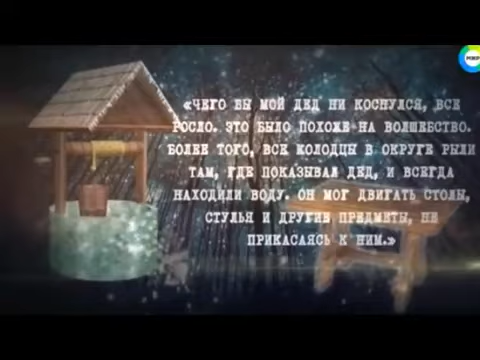 «ЧЕГО БЫ МОЙ ДЕД НИ КОСНУЛСЯ, ВСЕ
РОСЛО. ЭТО БЫЛО ПОХОЖЕ НА ВОЛШЕБСТВО.
БОЛЕЕ ТОГО, ВСЕ КОЛОДЦЫ В ОКРУГЕ РЫЛИ
ТАМ, ГДЕ ПОКАЗЫВАЛ ДЕД, И ВСЕГДА
НАХОДИЛИ ВОДУ. ОН МОГ ДВИГАТЬ СТОЛЫ,
СТУЛЬЯ И ДРУГИЕ ПРЕДМЕТЫ, НЕ
ПРИКАСАЯСЬ К НИМ.»